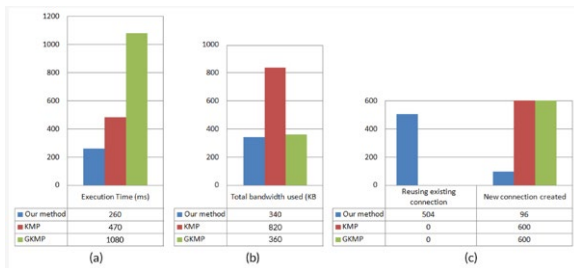 1200
1000
800
600
400
200
0
Execution Time (ms)
Our method 260
KMP 470
GKMP 1080
(a)
1000
800
600
400
200
0
Total bandwidth used (KB
Our method 340
KMP 820
GKMP 360
(b)
600
400
200
0
Reusing existing connection New connection created
Our method 504 96
KMP 0 600
GKMP 0 600
(c)